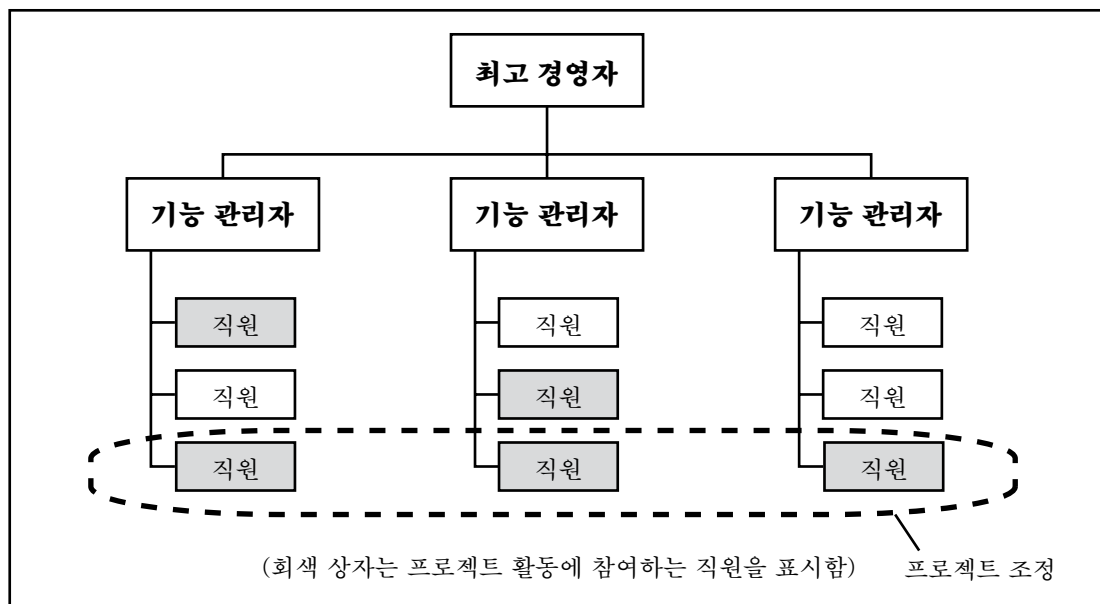 최고 경영자
기능 관리자 기능 관리자 기능 관리자
직원 직원 직원
직원 직원 직원
직원 직원 직원
(회색 상자는 프로젝트 활동에 참여하는 직원을 표시함) 프로젝트 조정